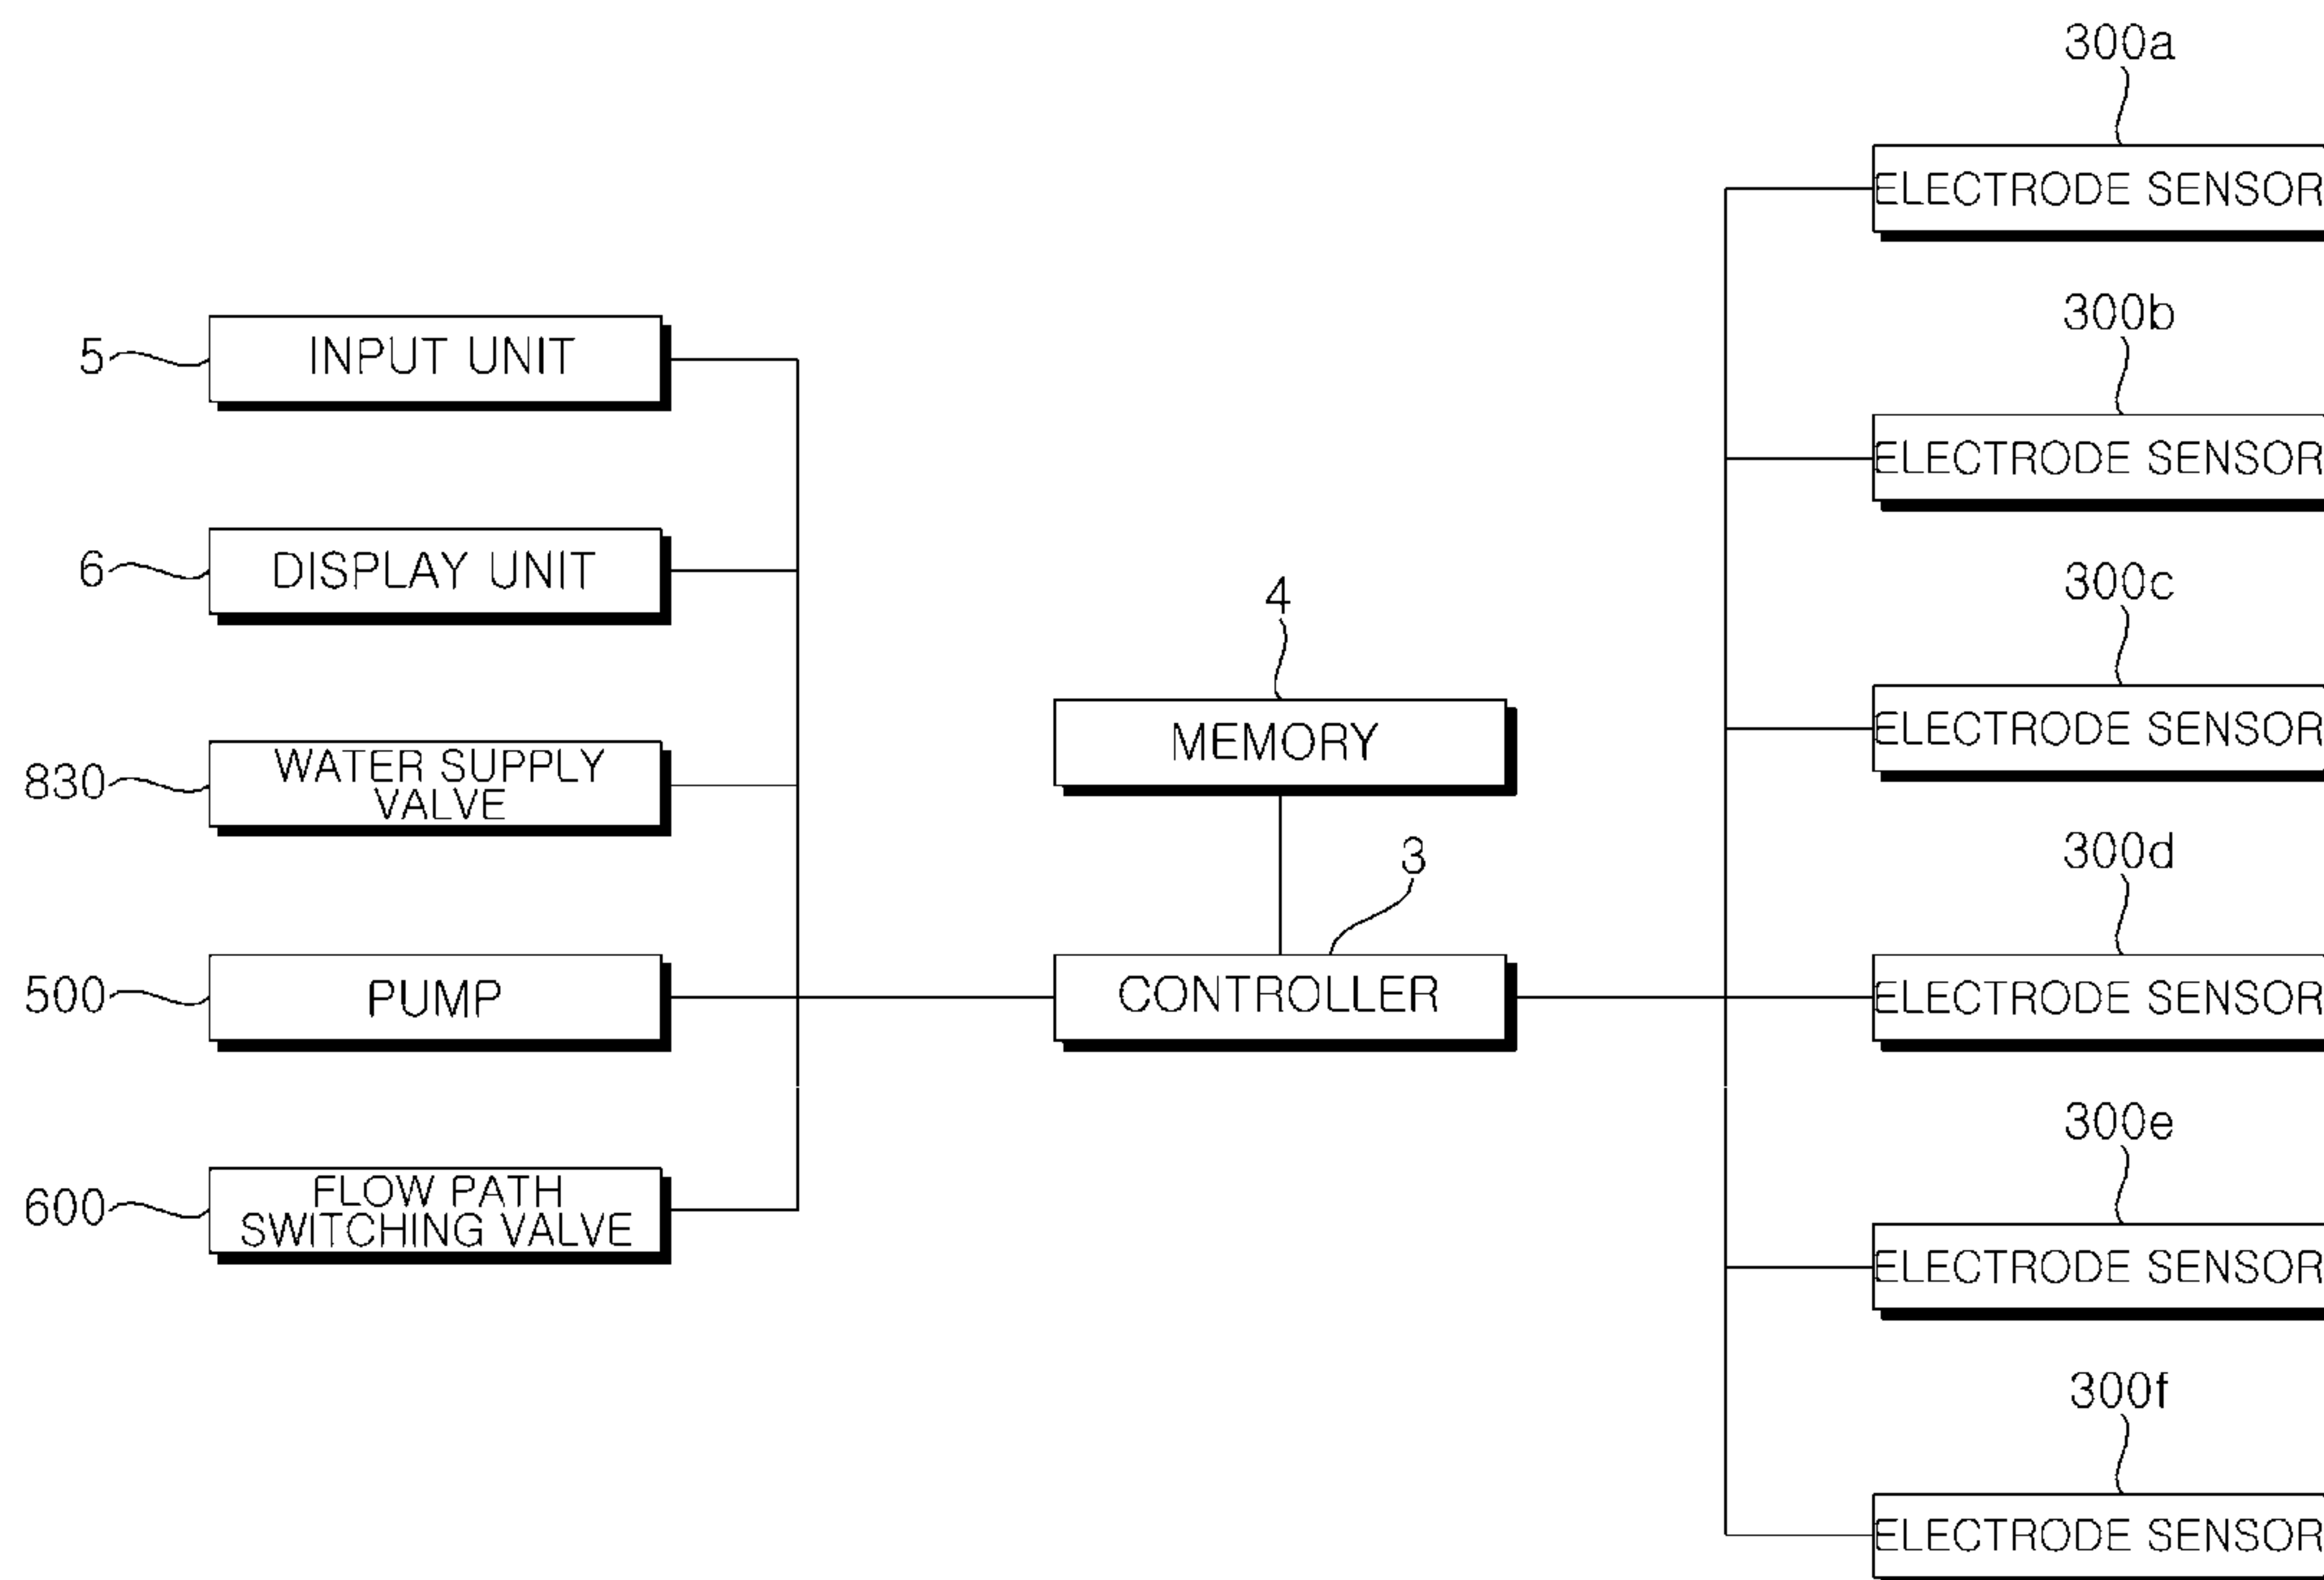 300a
ELECTRODE SENSOR
300b
ELECTRODE SENSOR
300c
ELECTRODE SENSOR
300d
ELECTRODE SENSOR
300e
ELECTRODE SENSOR
300f
ELECTRODE SENSOR
5
INPUT UNIT
6
DISPLAY UNIT
830
WATER SUPPLY
VALVE
500
PUMP
600
FLOW PATH
SWITCHING VALVE
4
MEMORY
3
CONTROLLER